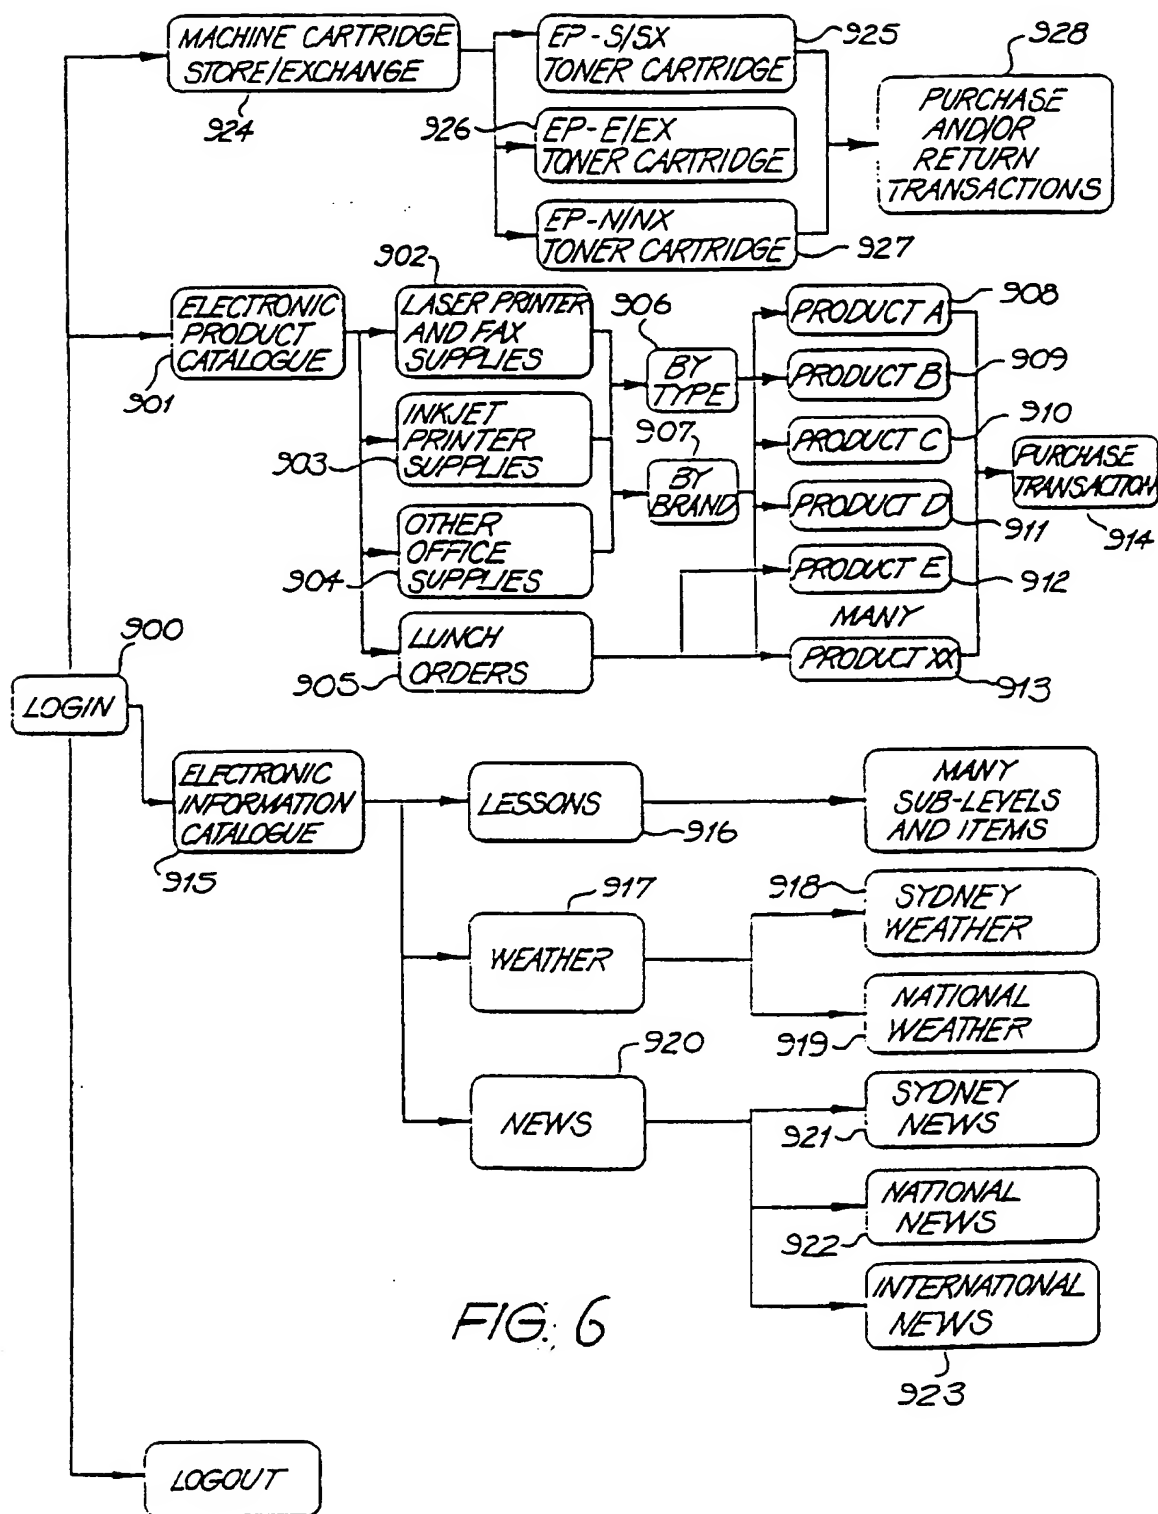 MACHINE CARTRIDGE
STORE/EXCHANGE
924
EP-S/SX
TONER CARTRIDGE
925
926
EP-E/EX
TONER CARTRIDGE
EP-N/NX
TONER CARTRIDGE
927
928
PURCHASE
AND/OR
RETURN
TRANSACTIONS
ELECTRONIC
PRODUCT
CATALOGUE
901
902
LASER PRINTER
AND FAX
SUPPLIES
INKJET
PRINTER
SUPPLIES
903
OTHER
OFFICE
SUPPLIES
904
LUNCH
ORDERS
905
906
BY
TYPE
907
BY
BRAND
PRODUCT A
908
PRODUCT B
909
PRODUCT C
910
PRODUCT D
911
PRODUCT E
912
MANY
PRODUCT XX
913
PURCHASE
TRANSACTION
914
900
LOGIN
ELECTRONIC
INFORMATION
CATALOGUE
915
LESSONS
916
MANY
SUB-LEVELS
AND ITEMS
917
WEATHER
918
SYDNEY
WEATHER
NATIONAL
WEATHER
919
920
NEWS
SYDNEY
NEWS
921
NATIONAL
NEWS
922
INTERNATIONAL
NEWS
923
FIG. 6
LOGOUT